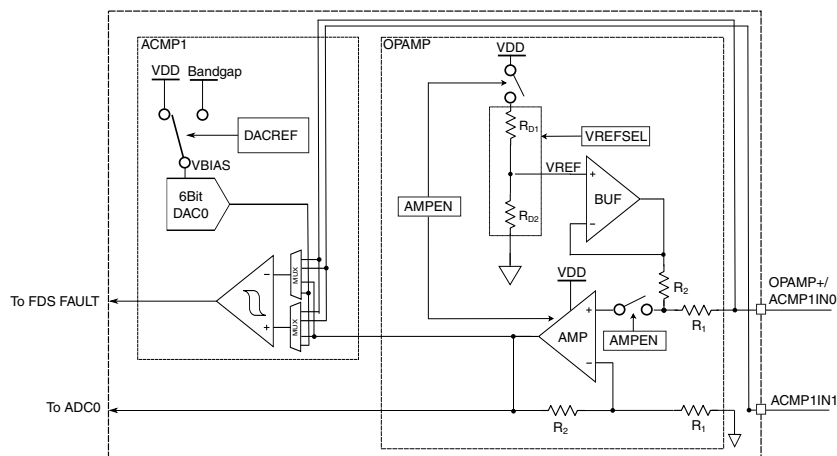 ACMP1
OPAMP
VDD
Bandgap
VDD
DACREF
RD1
VREFSEL
VBIAS
VREF
6Bit
DAC0
AMPEN
RD2
+
BUF
−
MUX
−
VDD
R2
OPAMP+/
ACMP1IN0
To FDS FAULT
+
MUX
+
R1
AMP
AMPEN
−
To ADC0
R2
R1
ACMP1IN1